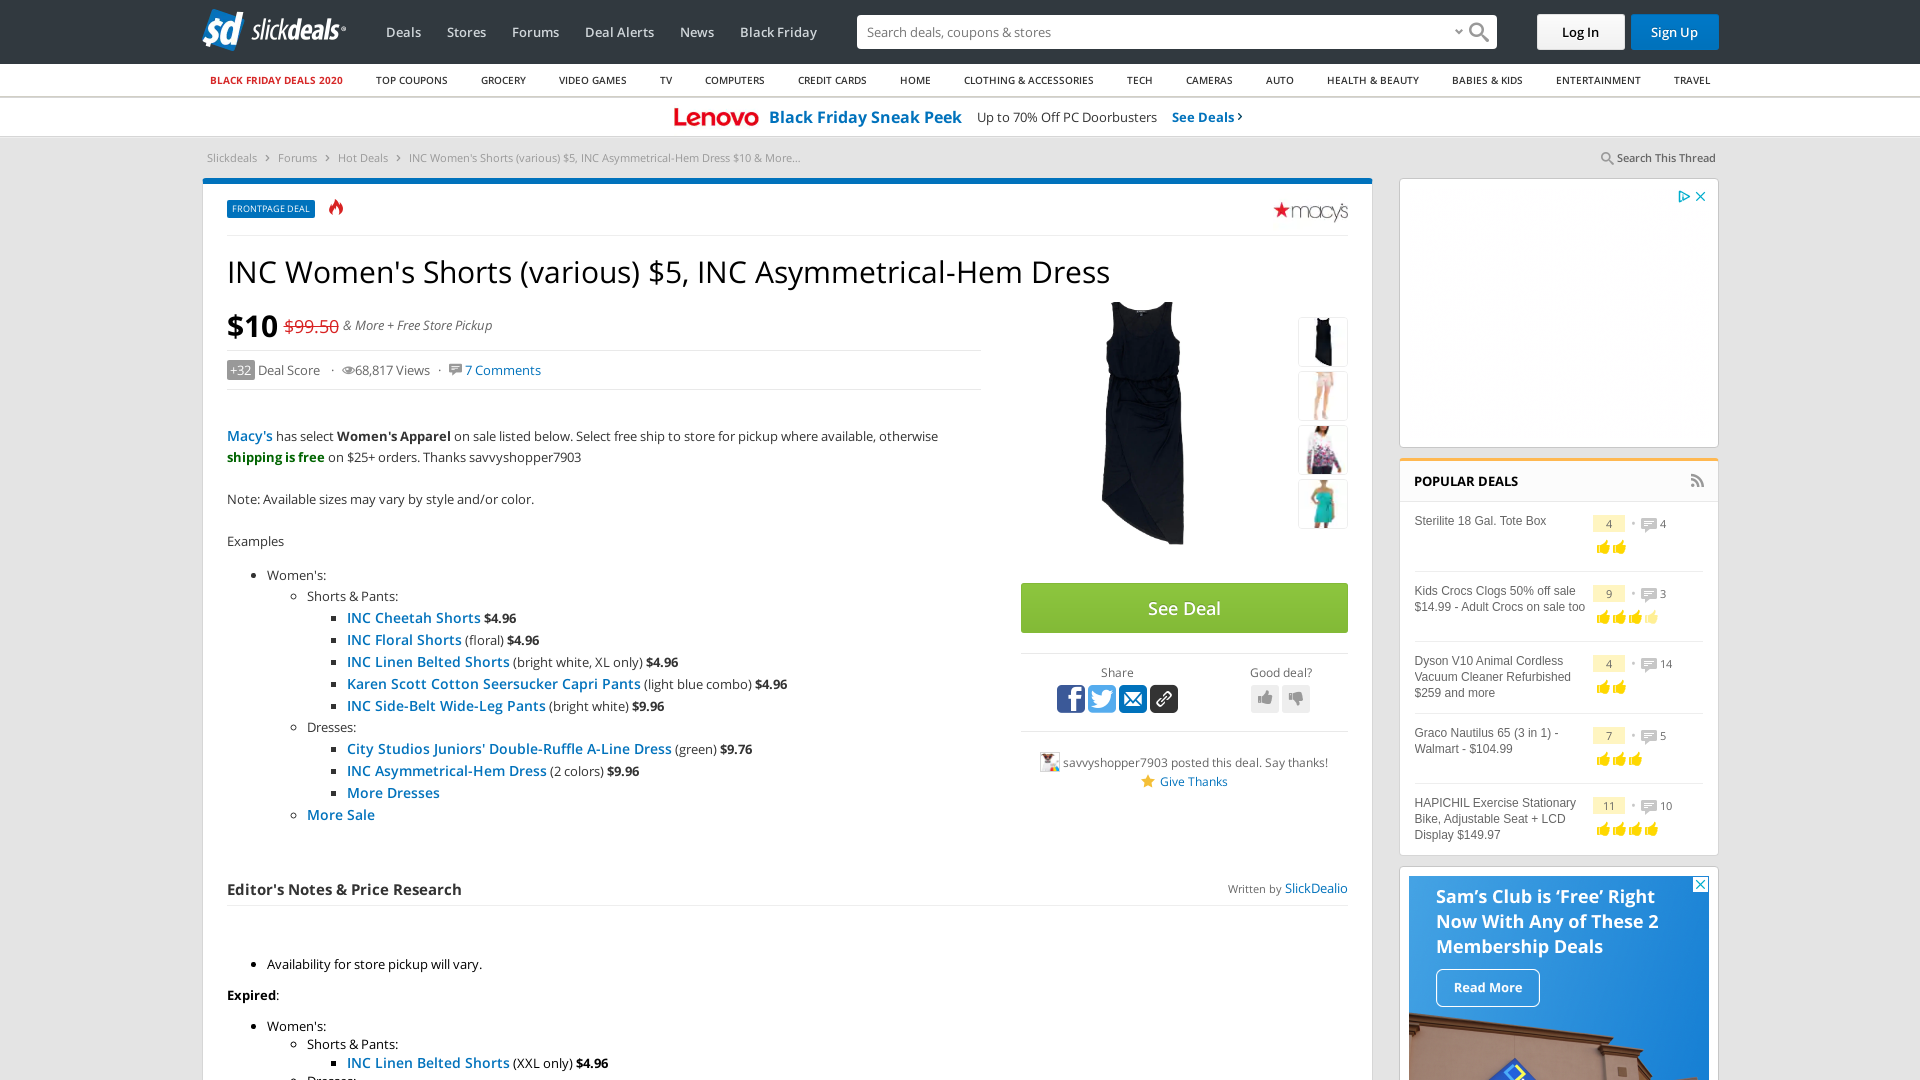 slickdeals
Deals
Stores
Forums
Deal Alerts
News
Black Friday
Search deals, coupons & stores
Log In
Sign Up
BLACK FRIDAY DEALS 2020
TOP COUPONS
GROCERY
VIDEO GAMES
TV
COMPUTERS
CREDIT CARDS
HOME
CLOTHING & ACCESSORIES
TECH
CAMERAS
AUTO
HEALTH & BEAUTY
BABIES & KIDS
ENTERTAINMENT
TRAVEL
Lenovo Black Friday Sneak Peek Up to 70% Off PC Doorbusters See Deals
Slickdeals > Forums > Hot Deals > INC Women's Shorts (various) $5, INC Asymmetrical-Hem Dress $10 & More...
Search This Thread
FRONTPAGE DEAL
macy's
INC Women's Shorts (various) $5, INC Asymmetrical-Hem Dress
$10 $99.50 & More + Free Store Pickup
+32 Deal Score · 68,817 Views · 7 Comments
Macy's has select Women's Apparel on sale listed below. Select free ship to store for pickup where available, otherwise
shipping is free on $25+ orders. Thanks savvyshopper7903
Note: Available sizes may vary by style and/or color.
Examples
Women's:
Shorts & Pants:
INC Cheetah Shorts $4.96
INC Floral Shorts (floral) $4.96
INC Linen Belted Shorts (bright white, XL only) $4.96
Karen Scott Cotton Seersucker Capri Pants (light blue combo) $4.96
INC Side-Belt Wide-Leg Pants (bright white) $9.96
Dresses:
City Studios Juniors' Double-Ruffle A-Line Dress (green) $9.76
INC Asymmetrical-Hem Dress (2 colors) $9.96
More Dresses
More Sale
See Deal
Share
Good deal?
savvyshopper7903 posted this deal. Say thanks!
Give Thanks
Editor's Notes & Price Research
Written by SlickDealio
Availability for store pickup will vary.
Expired:
Women's:
Shorts & Pants:
INC Linen Belted Shorts (XXL only) $4.96
Dresses:
POPULAR DEALS
Sterilite 18 Gal. Tote Box
4 • 4
Kids Crocs Clogs 50% off sale
$14.99 - Adult Crocs on sale too
9 • 3
Dyson V10 Animal Cordless
Vacuum Cleaner Refurbished
$259 and more
4 • 14
Graco Nautilus 65 (3 in 1) -
Walmart - $104.99
7 • 5
HAPICHIL Exercise Stationary
Bike, Adjustable Seat + LCD
Display $149.97
11 • 10
Sam's Club is ‘Free’ Right
Now With Any of These 2
Membership Deals
Read More